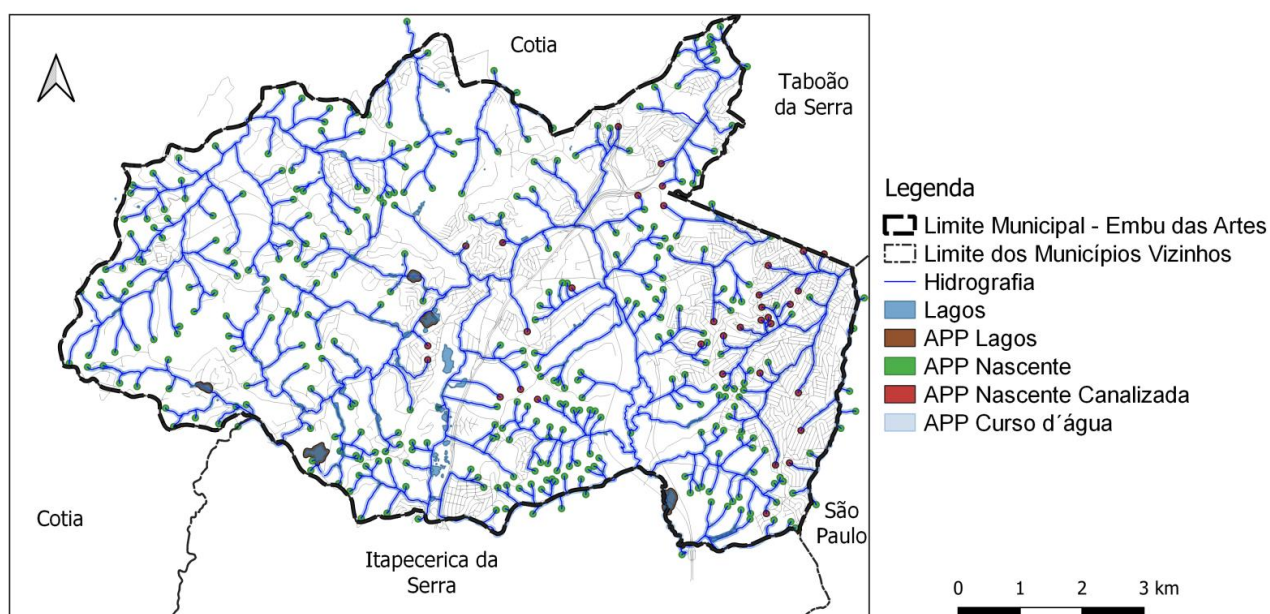 Cotia
Taboão
da Serra
Cotia
Itapecerica da
Serra
São
Paulo
Legenda
Limite Municipal - Embu das Artes
Limite dos Municípios Vizinhos
Hidrografia
Lagos
APP Lagos
APP Nascente
APP Nascente Canalizada
APP Curso d´água
0 1 2 3 km